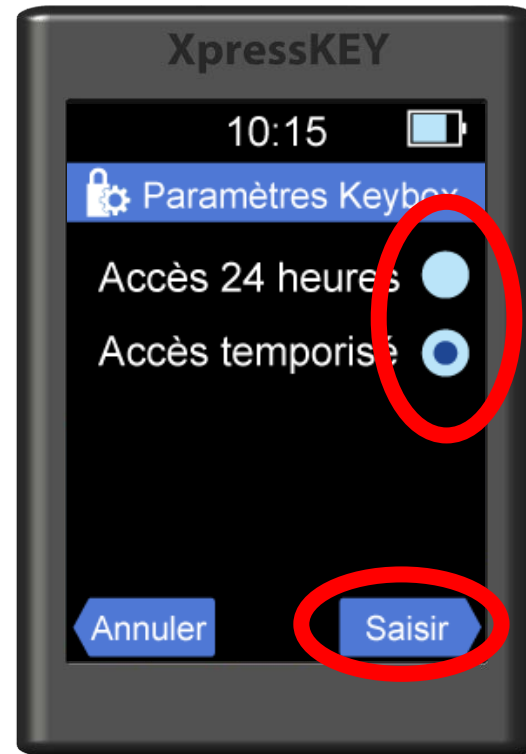 XpressKEY
10:15
Paramètres Keybox
Accès 24 heures
Accès temporisé
Annuler
Saisir